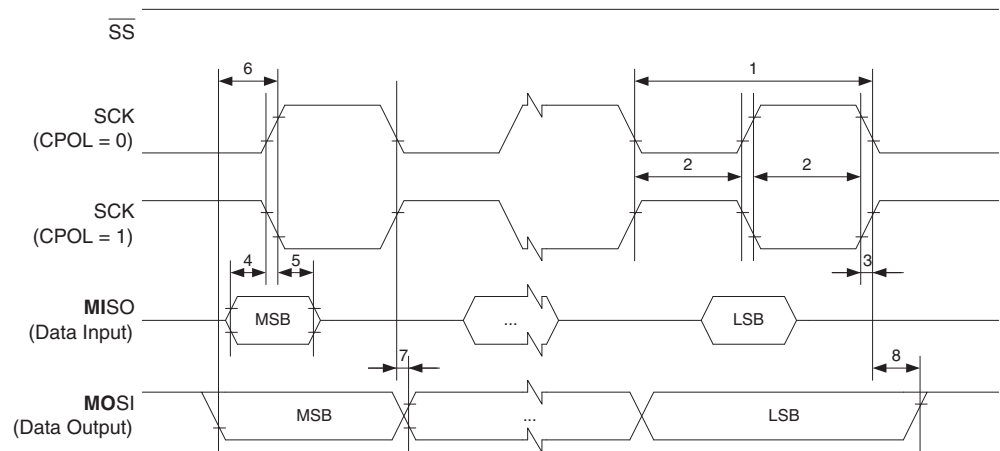 SS
6
1
SCK
(CPOL = 0)
2
2
SCK
(CPOL = 1)
4
5
3
MISO
(Data Input)
MSB
...
LSB
7
8
MOSI
(Data Output)
MSB
...
LSB